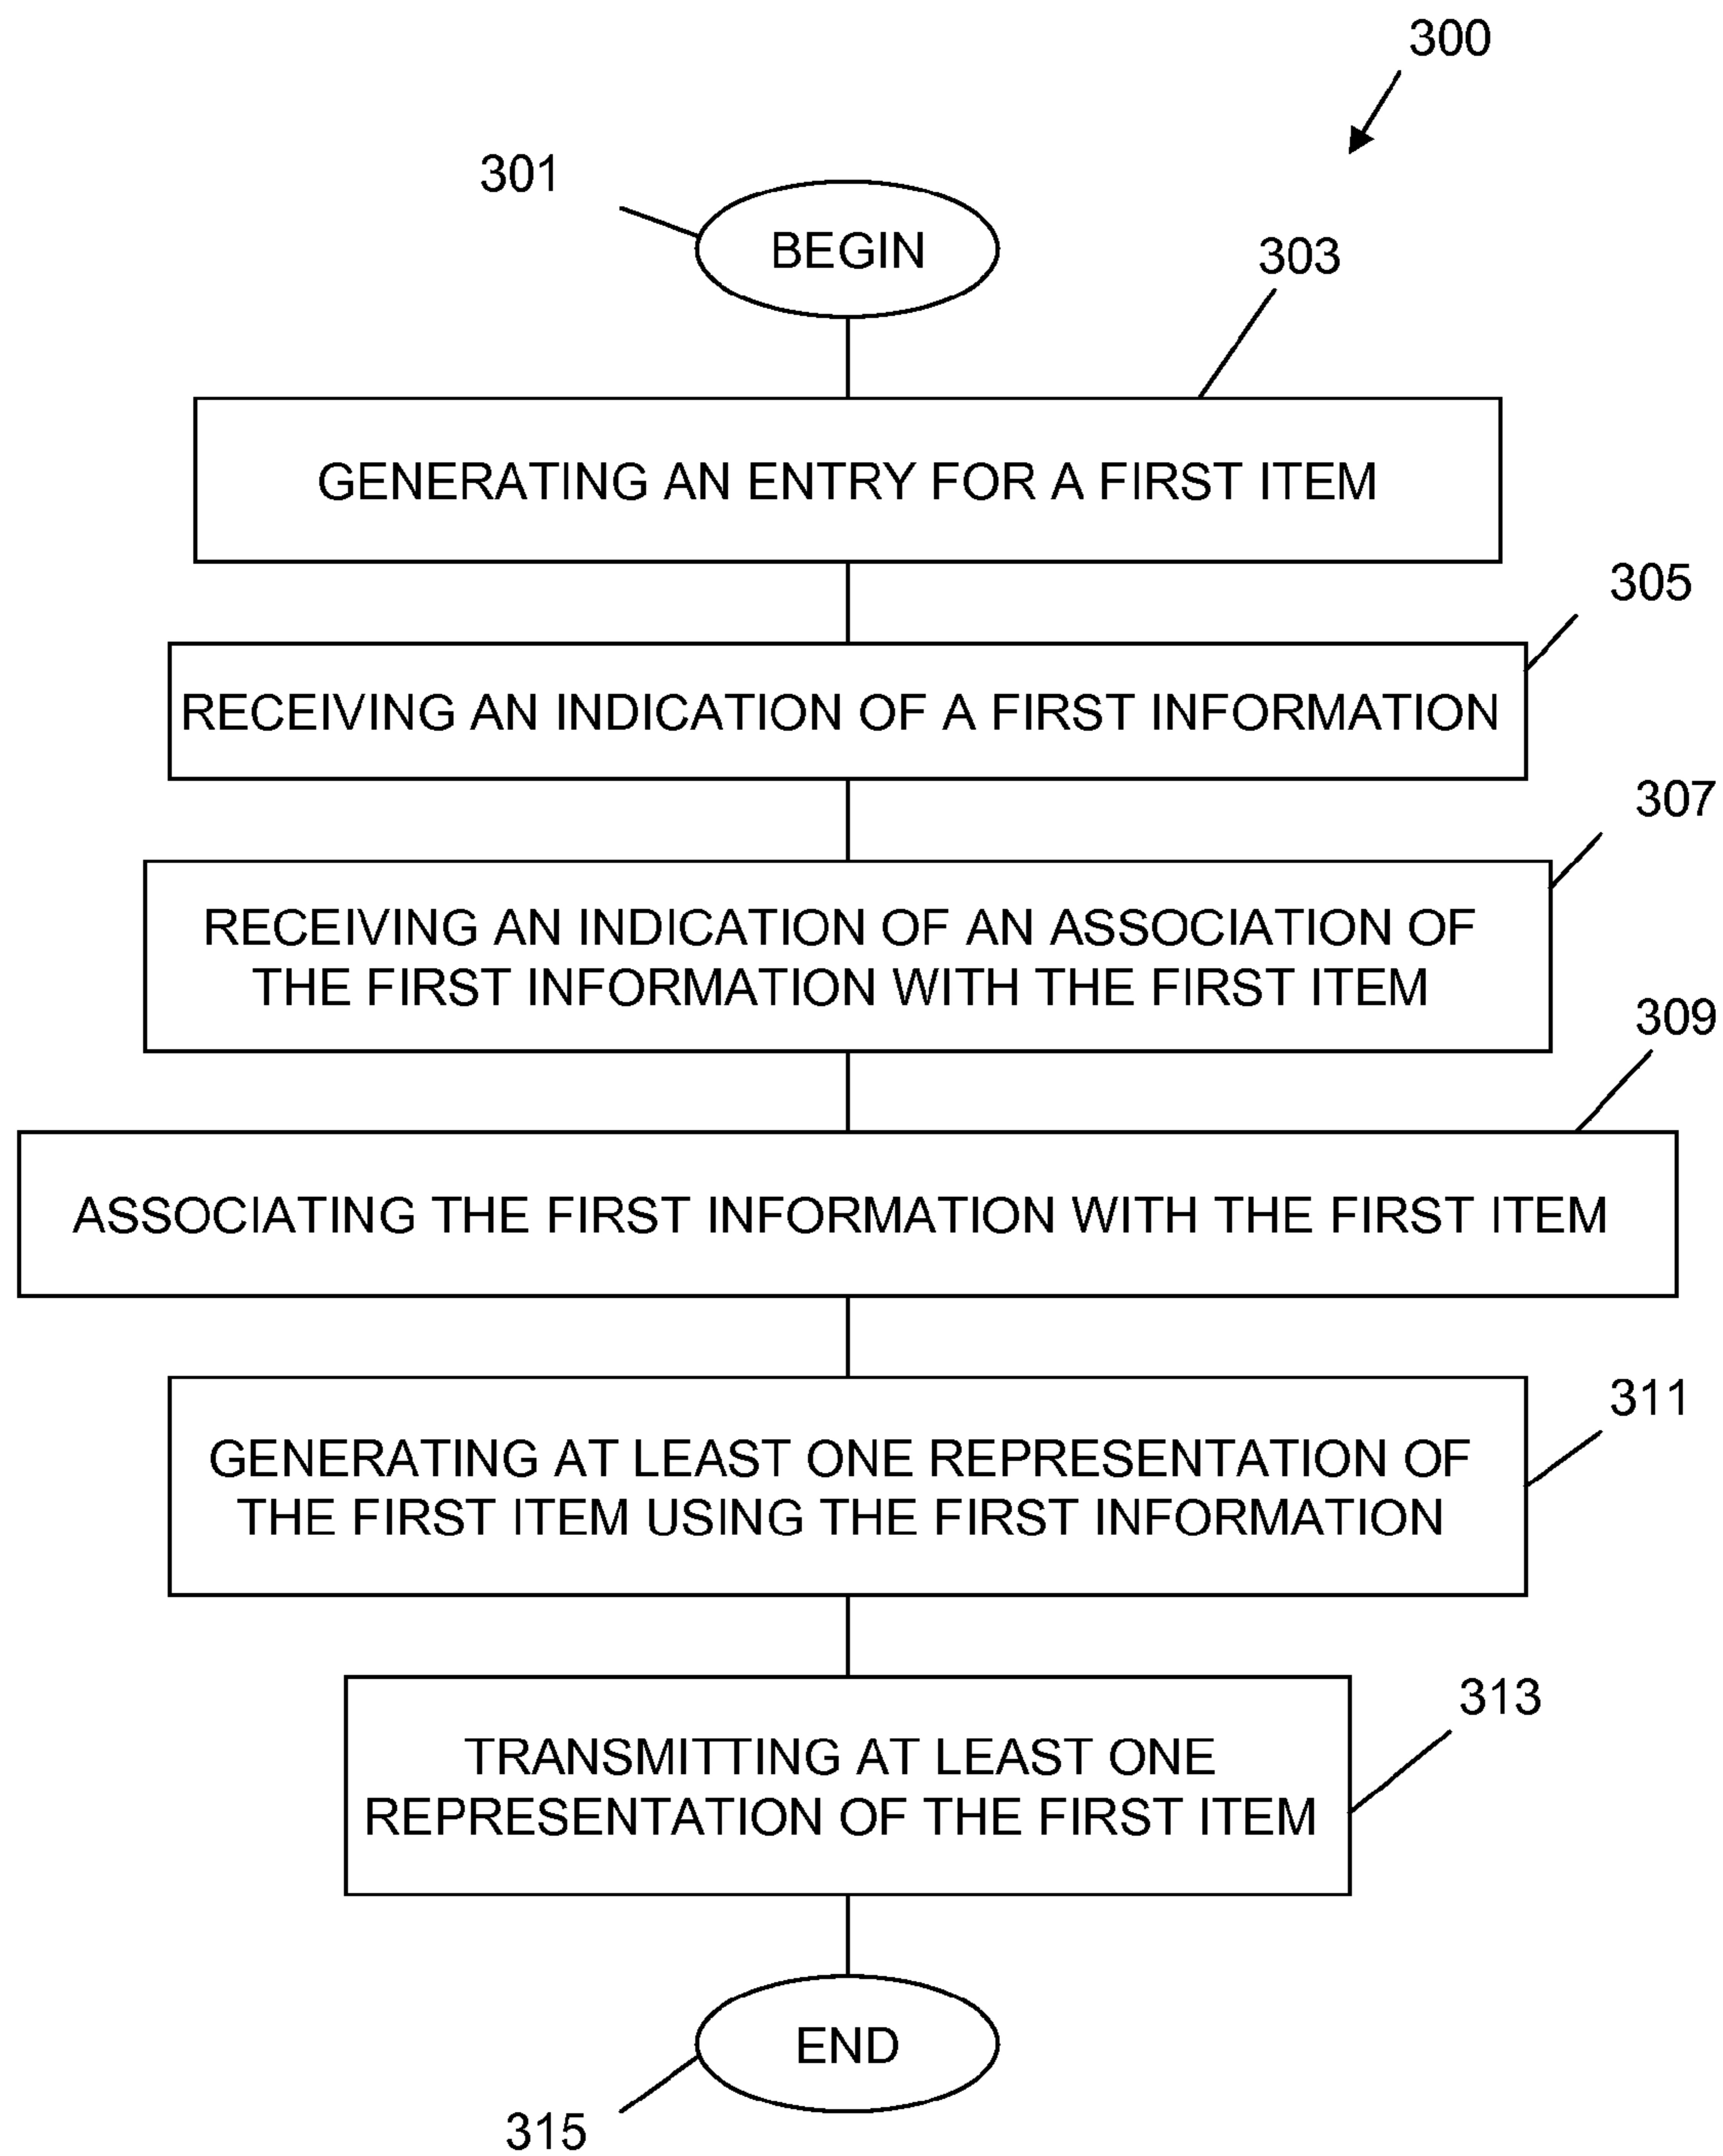 300
301
BEGIN
303
GENERATING AN ENTRY FOR A FIRST ITEM
305
RECEIVING AN INDICATION OF A FIRST INFORMATION
307
RECEIVING AN INDICATION OF AN ASSOCIATION OF
THE FIRST INFORMATION WITH THE FIRST ITEM
309
ASSOCIATING THE FIRST INFORMATION WITH THE FIRST ITEM
311
GENERATING AT LEAST ONE REPRESENTATION OF
THE FIRST ITEM USING THE FIRST INFORMATION
313
TRANSMITTING AT LEAST ONE
REPRESENTATION OF THE FIRST ITEM
END
315